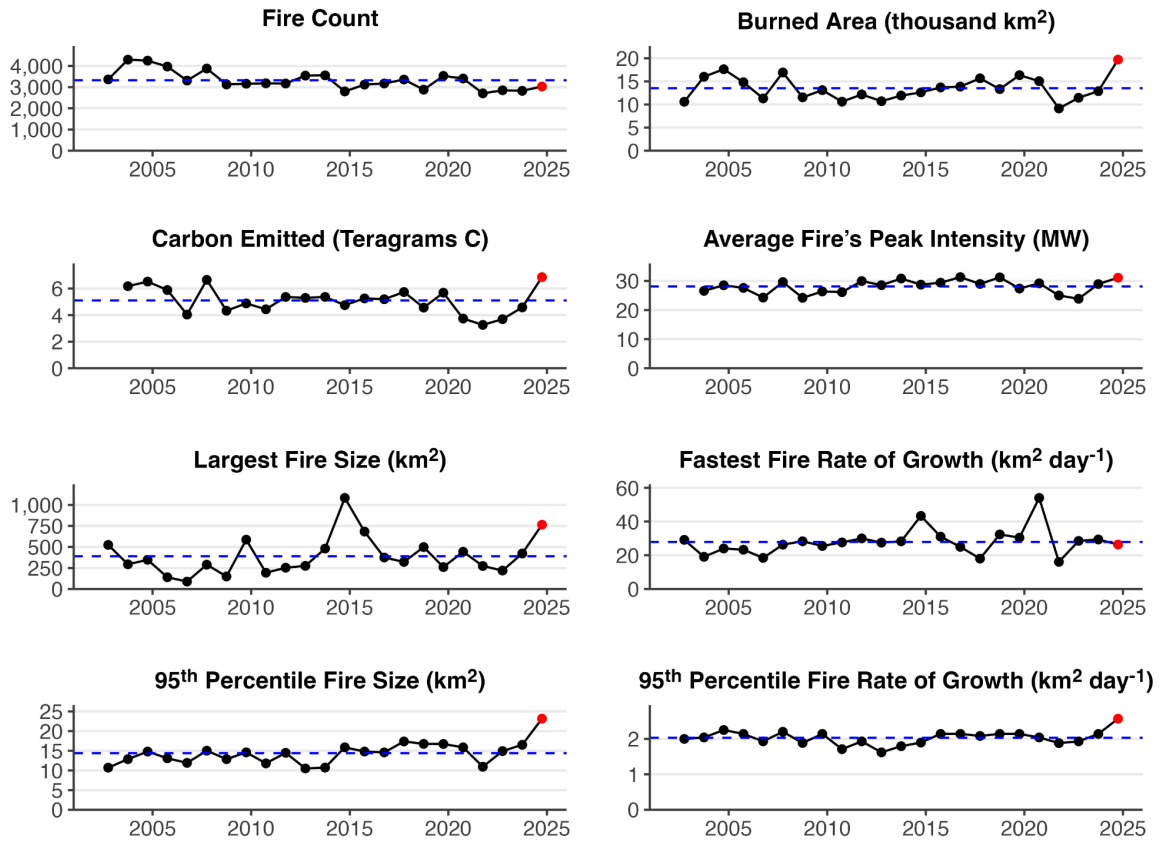 Fire Count
4,000
3,000
2,000
1,000
0
2005 2010 2015 2020 2025
Burned Area (thousand km²)
20
15
10
5
0
2005 2010 2015 2020 2025
Carbon Emitted (Teragrams C)
6
4
2
0
2005 2010 2015 2020 2025
Average Fire’s Peak Intensity (MW)
30
20
10
0
2005 2010 2015 2020 2025
Largest Fire Size (km²)
1,000
750
500
250
0
2005 2010 2015 2020 2025
Fastest Fire Rate of Growth (km² day⁻¹)
60
40
20
0
2005 2010 2015 2020 2025
95ᵗʰ Percentile Fire Size (km²)
25
20
15
10
5
0
2005 2010 2015 2020 2025
95ᵗʰ Percentile Fire Rate of Growth (km² day⁻¹)
2
1
0
2005 2010 2015 2020 2025